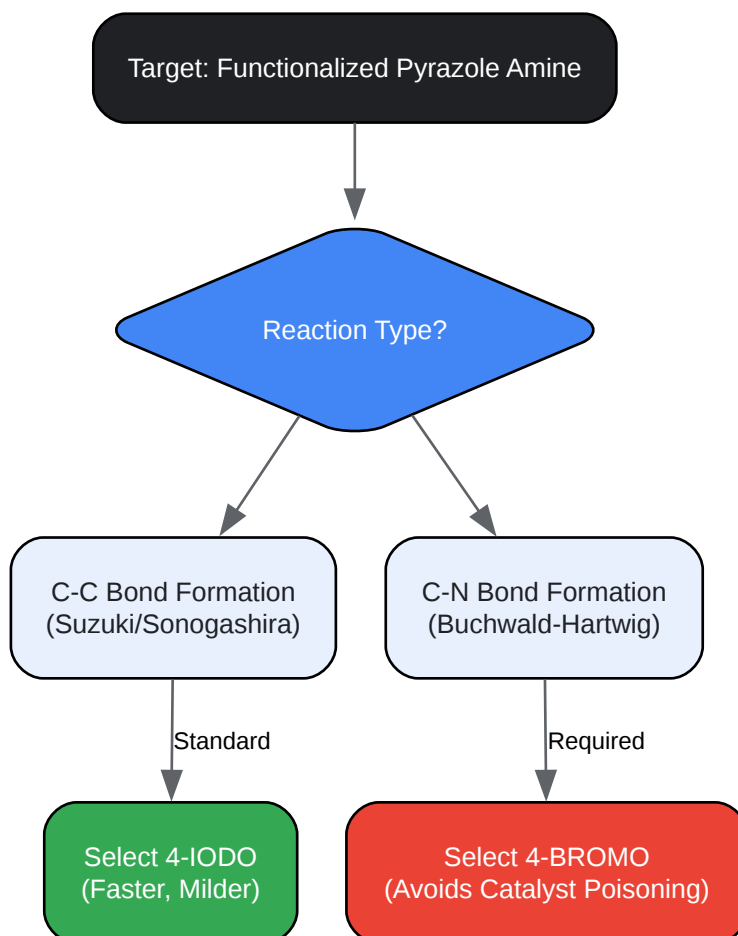 Target: Functionalized Pyrazole Amine
Reaction Type?
C-C Bond Formation
(Suzuki/Sonogashira)
C-N Bond Formation
(Buchwald-Hartwig)
Standard
Required
Select 4-IODO
(Faster, Milder)
Select 4-BROMO
(Avoids Catalyst Poisoning)